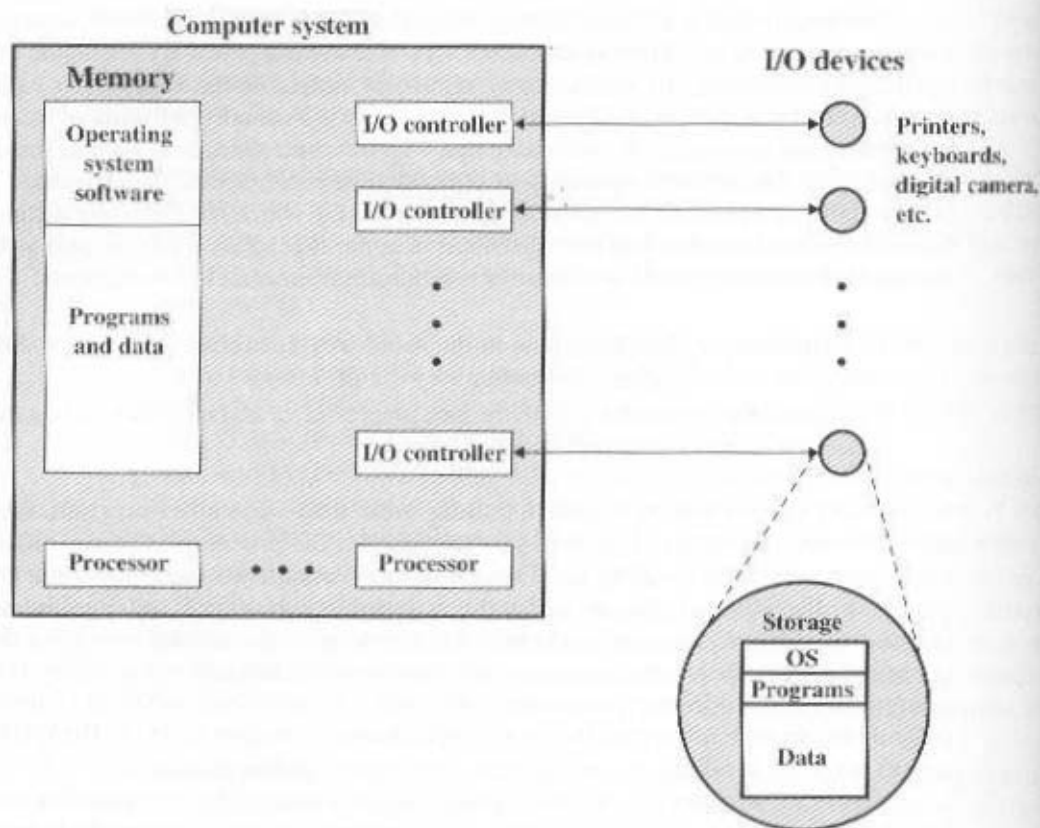 Computer system
I/O devices
Memory
Operating
system
software
Programs
and data
I/O controller
I/O controller
I/O controller
Processor
Processor
Printers,
keyboards,
digital camera,
etc.
Storage
OS
Programs
Data